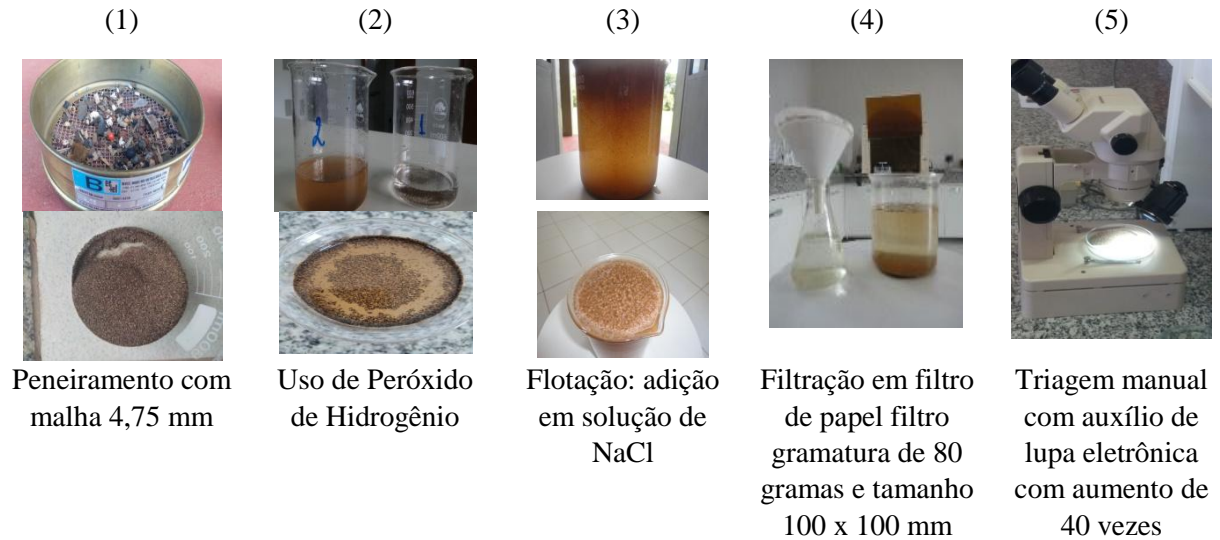 (1)
(2)
(3)
(4)
(5)
Peneiramento com
malha 4,75 mm
Uso de Peróxido
de Hidrogênio
Flotação: adição
em solução de
NaCl
Filtração em filtro
de papel filtro
gramatura de 80
gramas e tamanho
100 x 100 mm
Triagem manual
com auxílio de
lupa eletrônica
com aumento de
40 vezes